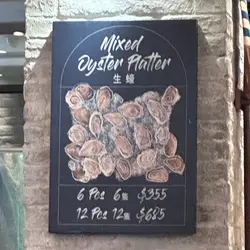 Mixed
Oyster Platter
生蠔
6 Pcs 6隻 $355
12 Pcs 12隻 $685